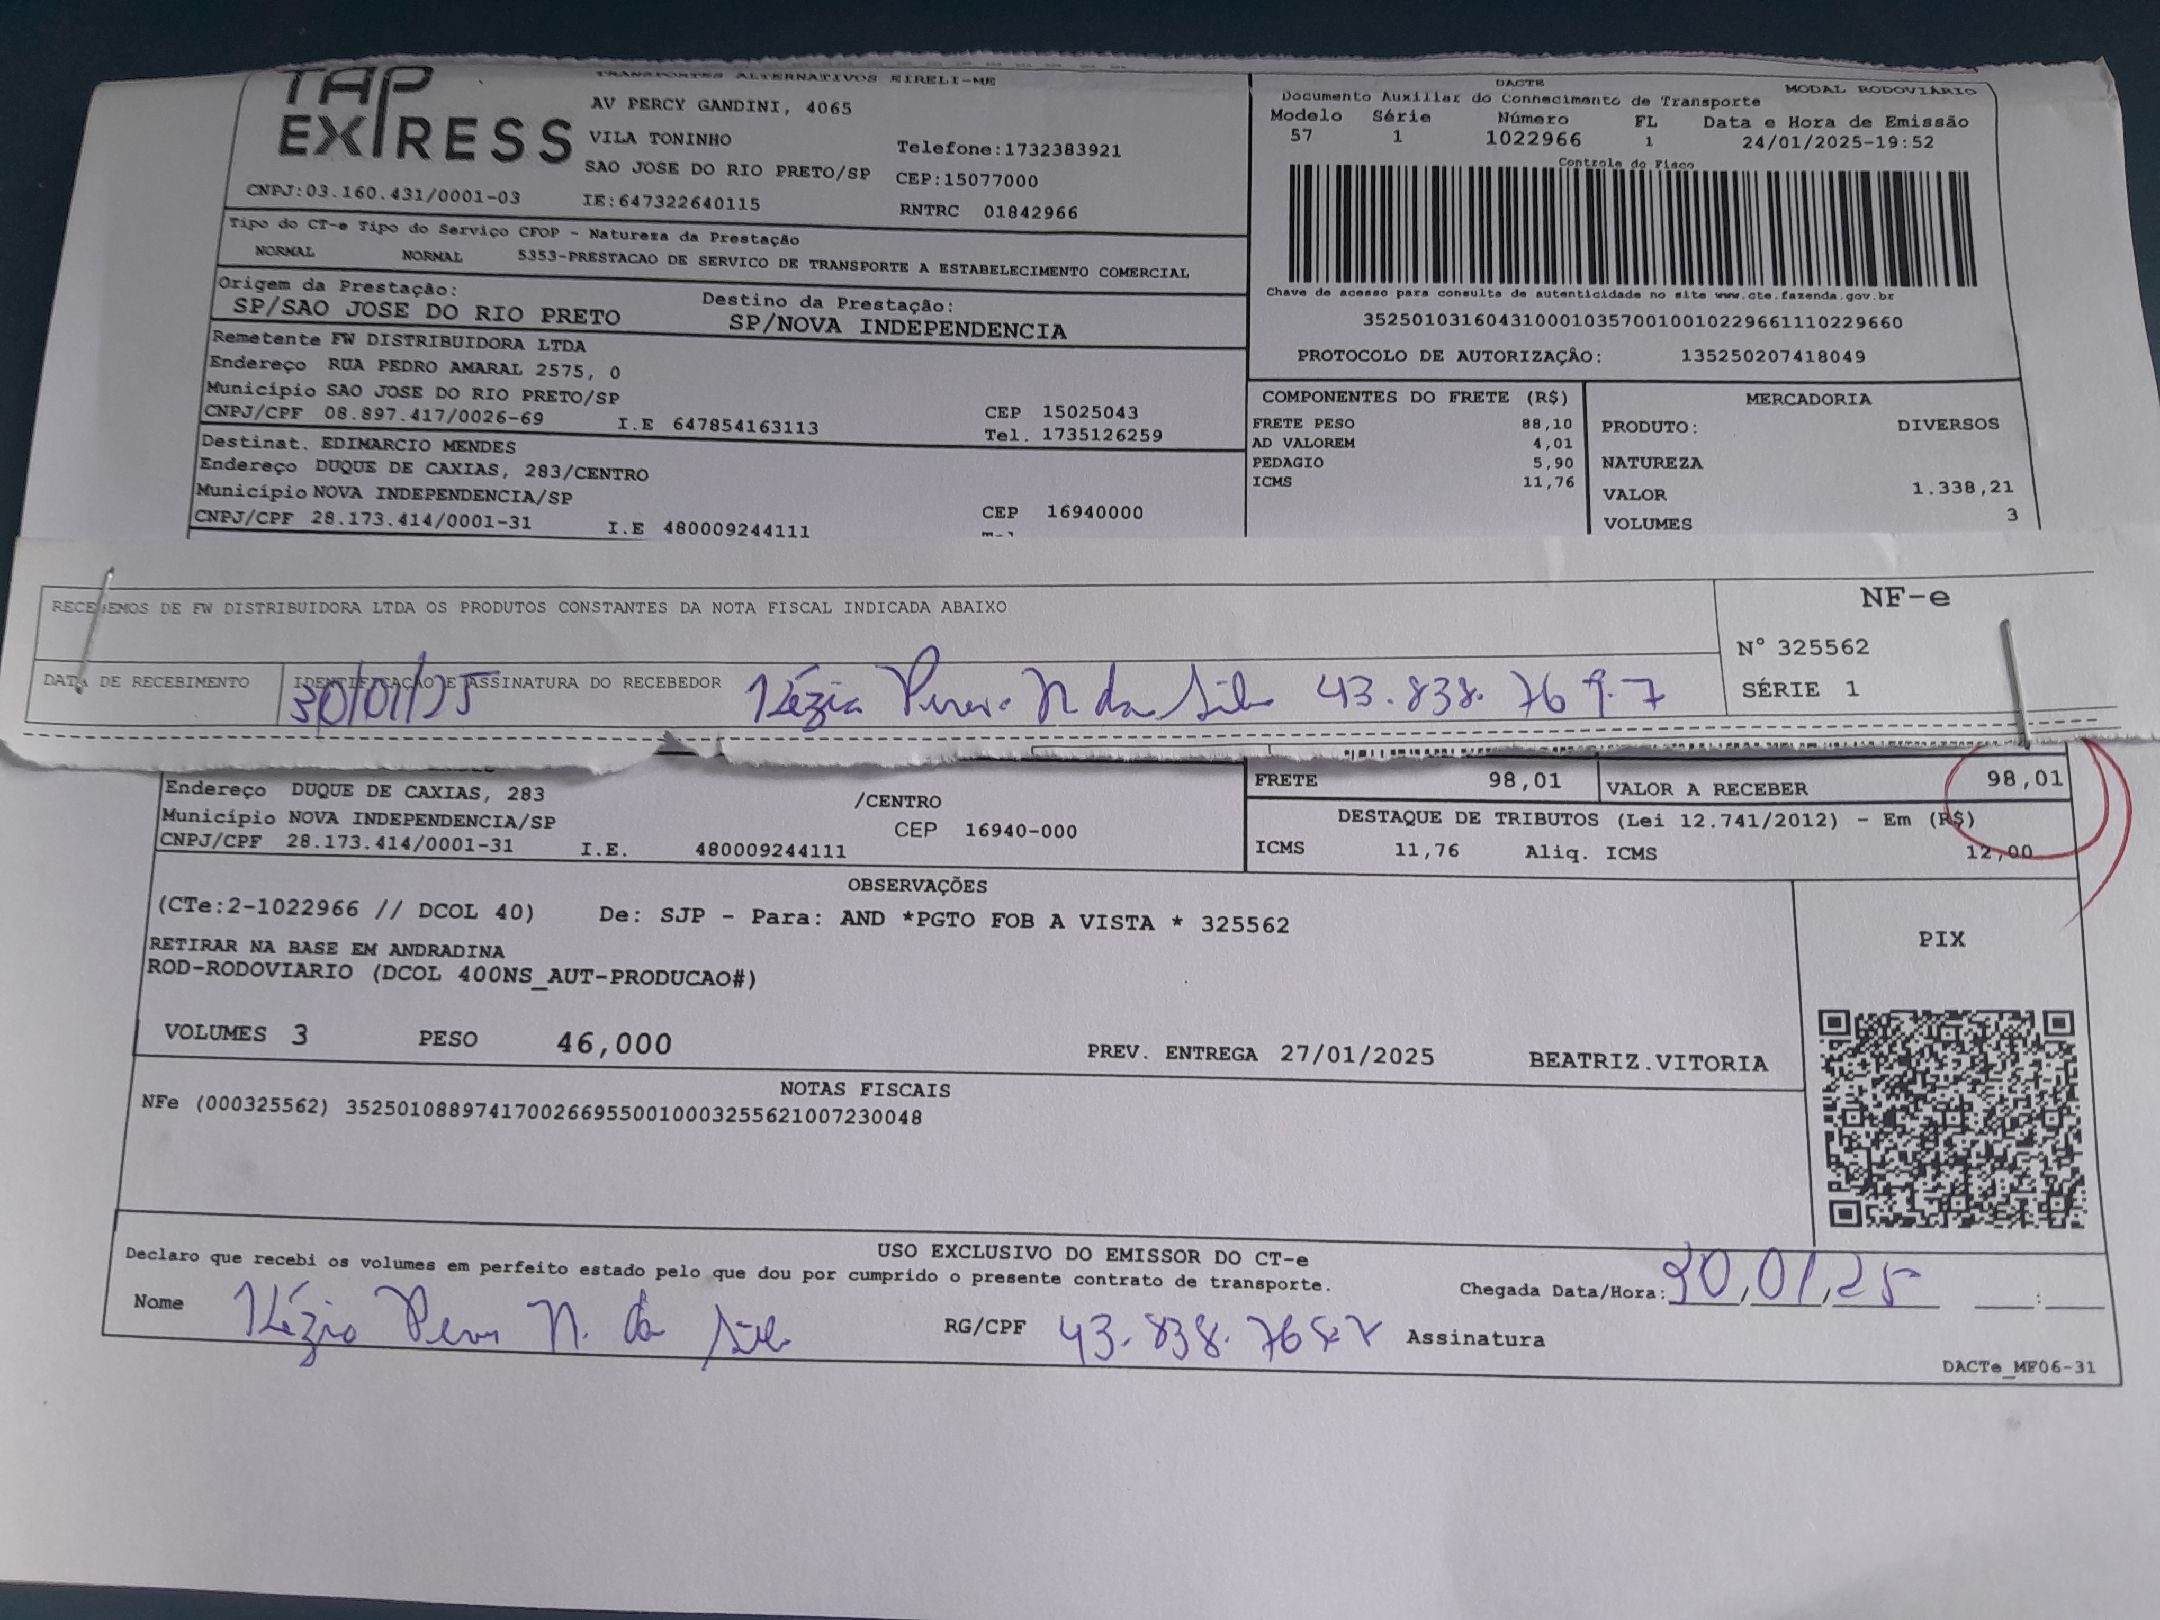 TAP
EXPRESS
TRANSPORTES ALTERNATIVOS EIRELI-ME
AV PERCY GANDINI, 4065
VILA TONINHO
Telefone:1732383921
SAO JOSE DO RIO PRETO/SP CEP:15077000
CNPJ:03.160.431/0001-03 IE:647322640115 RNTRC 01842966
DACTE
Documento Auxiliar do Conhecimento de Transporte MODAL RODOVIÁRIO
Modelo Série Número FL Data e Hora de Emissão
57 1 1022966 1 24/01/2025-19:52
Controle do Fisco
Chave de acesso para consulta de autenticidade no site www.cte.fazenda.gov.br
35250103160431000103570010010229661110229660
PROTOCOLO DE AUTORIZAÇÃO: 135250207418049
Tipo do CT-e Tipo do Serviço CFOP - Natureza da Prestação
NORMAL NORMAL 5353-PRESTACAO DE SERVICO DE TRANSPORTE A ESTABELECIMENTO COMERCIAL
Origem da Prestação: Destino da Prestação:
SP/SAO JOSE DO RIO PRETO SP/NOVA INDEPENDENCIA
Remetente FW DISTRIBUIDORA LTDA
Endereço RUA PEDRO AMARAL 2575, 0
Município SAO JOSE DO RIO PRETO/SP CEP 15025043
CNPJ/CPF 08.897.417/0026-69 I.E 647854163113 Tel. 1735126259
Destinat. EDIMARCIO MENDES
Endereço DUQUE DE CAXIAS, 283/CENTRO
Município NOVA INDEPENDENCIA/SP CEP 16940000
CNPJ/CPF 28.173.414/0001-31 I.E 480009244111
COMPONENTES DO FRETE (R$)
FRETE PESO 88,10
AD VALOREM 4,01
PEDAGIO 5,90
ICMS 11,76
MERCADORIA
PRODUTO: DIVERSOS
NATUREZA
VALOR 1.338,21
VOLUMES 3
RECEBEMOS DE FW DISTRIBUIDORA LTDA OS PRODUTOS CONSTANTES DA NOTA FISCAL INDICADA ABAIXO
DATA DE RECEBIMENTO IDENTIFICAÇÃO E ASSINATURA DO RECEBEDOR
30/01/25 Kézia N da 43.838.769-7
NF-e
N° 325562
SÉRIE 1
Endereço DUQUE DE CAXIAS, 283 /CENTRO
Município NOVA INDEPENDENCIA/SP CEP 16940-000
CNPJ/CPF 28.173.414/0001-31 I.E. 480009244111
FRETE 98,01 VALOR A RECEBER 98,01
DESTAQUE DE TRIBUTOS (Lei 12.741/2012) - Em (R$)
ICMS 11,76 Aliq. ICMS 12,00
OBSERVAÇÕES
(CTe:2-1022966 // DCOL 40) De: SJP - Para: AND *PGTO FOB A VISTA * 325562
RETIRAR NA BASE EM ANDRADINA
ROD-RODOVIARIO (DCOL 400NS_AUT-PRODUCAO#)
PIX
VOLUMES 3 PESO 46,000 PREV. ENTREGA 27/01/2025 BEATRIZ.VITORIA
NOTAS FISCAIS
NFe (000325562) 35250108897417002669550010003255621007230048
USO EXCLUSIVO DO EMISSOR DO CT-e
Declaro que recebi os volumes em perfeito estado pelo que dou por cumprido o presente contrato de transporte. Chegada Data/Hora: 30,01,25 :
Nome Kézia N. da RG/CPF Assinatura
DACTe_MF06-31